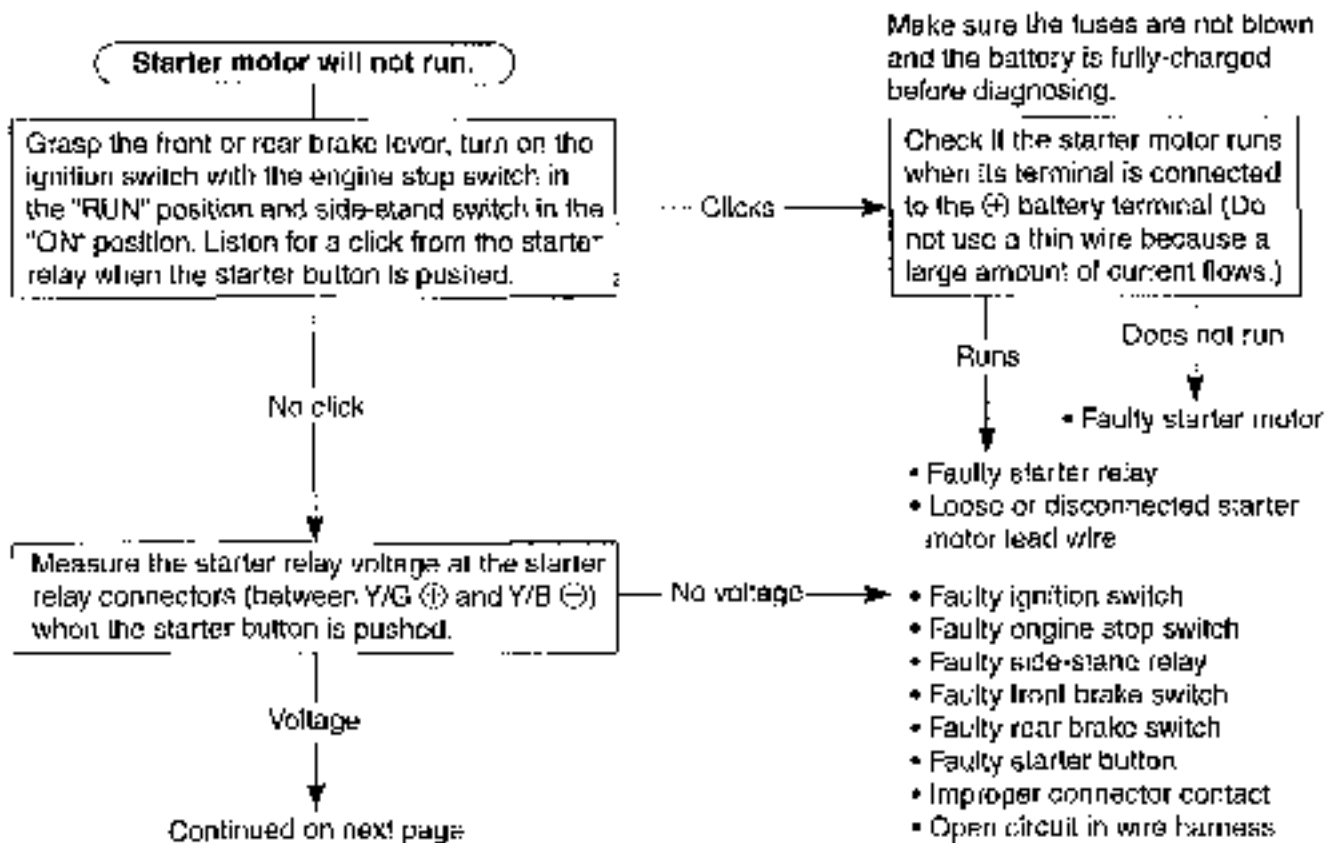 Starter motor will not run.
Make sure the fuses are not blown
and the battery is fully-charged
before diagnosing.
Grasp the front or rear brake lever, turn on the
ignition switch with the engine stop switch in
the "RUN" position and side-stand switch in the
"ON" position. Listen for a click from the starter
relay when the starter button is pushed.
Clicks
Check if the starter motor runs
when its terminal is connected
to the ⊕ battery terminal (Do
not use a thin wire because a
large amount of current flows.)
Runs
Does not run
• Faulty starter motor
• Faulty starter relay
• Loose or disconnected starter
motor lead wire
No click
Measure the starter relay voltage at the starter
relay connectors (between Y/G ⊕ and Y/B ⊖)
when the starter button is pushed.
No voltage
• Faulty ignition switch
• Faulty engine stop switch
• Faulty side-stand relay
• Faulty front brake switch
• Faulty rear brake switch
• Faulty starter button
• Improper connector contact
• Open circuit in wire harness
Voltage
Continued on next page